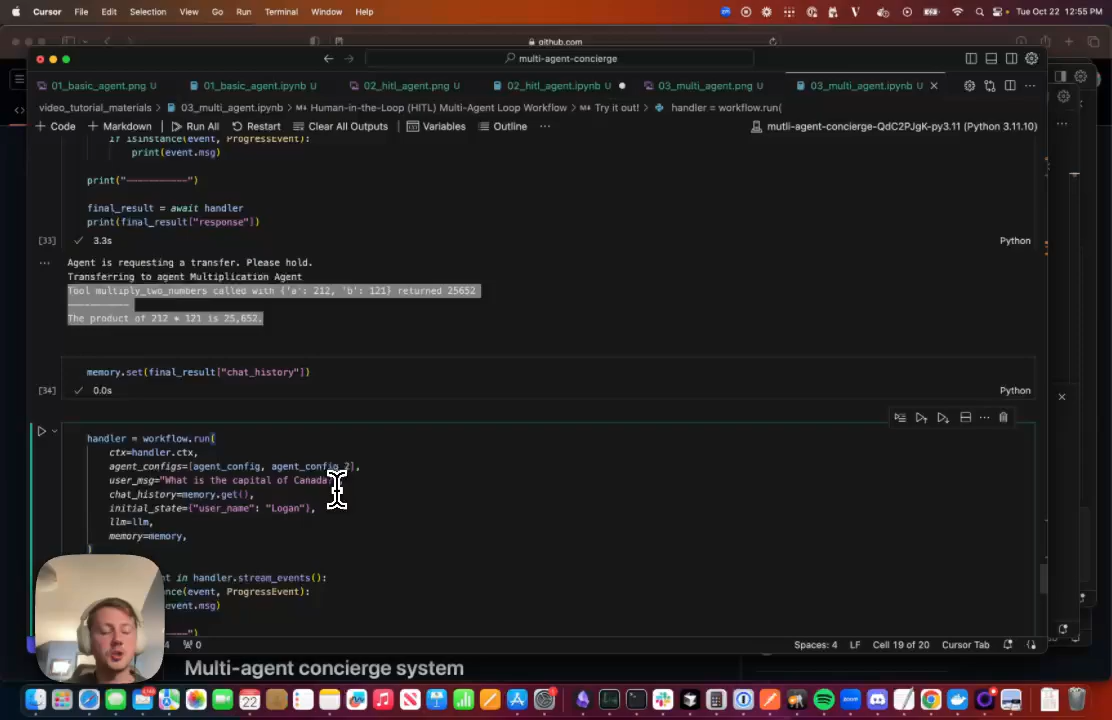 Cursor File Edit Selection View Go Run Terminal Window Help Tue Oct 22 12:55 PM
github.com
multi-agent-concierge
01_basic_agent.png U 01_basic_agent.ipynb U 02_hitl_agent.png U 02_hitl_agent.ipynb U 03_multi_agent.png U 03_multi_agent.ipynb U
video_tutorial_materials > 03_multi_agent.ipynb > Human-in-the-Loop (HITL) Multi-Agent Loop Workflow > Try it out! > handler = workflow.run(
+ Code + Markdown Run All Restart Clear All Outputs Variables Outline ... mutli-agent-concierge-QdC2PJgK-py3.11 (Python 3.11.10)
if isinstance(event, ProgressEvent):
print(event.msg)
print("-----------")
final_result = await handler
print(final_result["response"])
[33] 3.3s Python
Agent is requesting a transfer. Please hold.
Transferring to agent Multiplication Agent
Tool multiply_two_numbers called with {'a': 212, 'b': 121} returned 25652
-----------
The product of 212 * 121 is 25,652.
memory.set(final_result["chat_history"])
[34] 0.0s Python
handler = workflow.run(
ctx=handler.ctx,
agent_configs=[agent_config, agent_config_2],
user_msg="What is the capital of Canada?
chat_history=memory.get(),
initial_state={"user_name": "Logan"},
llm=llm,
memory=memory,
)
in handler.stream_events():
nce(event, ProgressEvent):
event.msg)
----")
0 Spaces: 4 LF Cell 19 of 20 Cursor Tab
Multi-agent concierge system